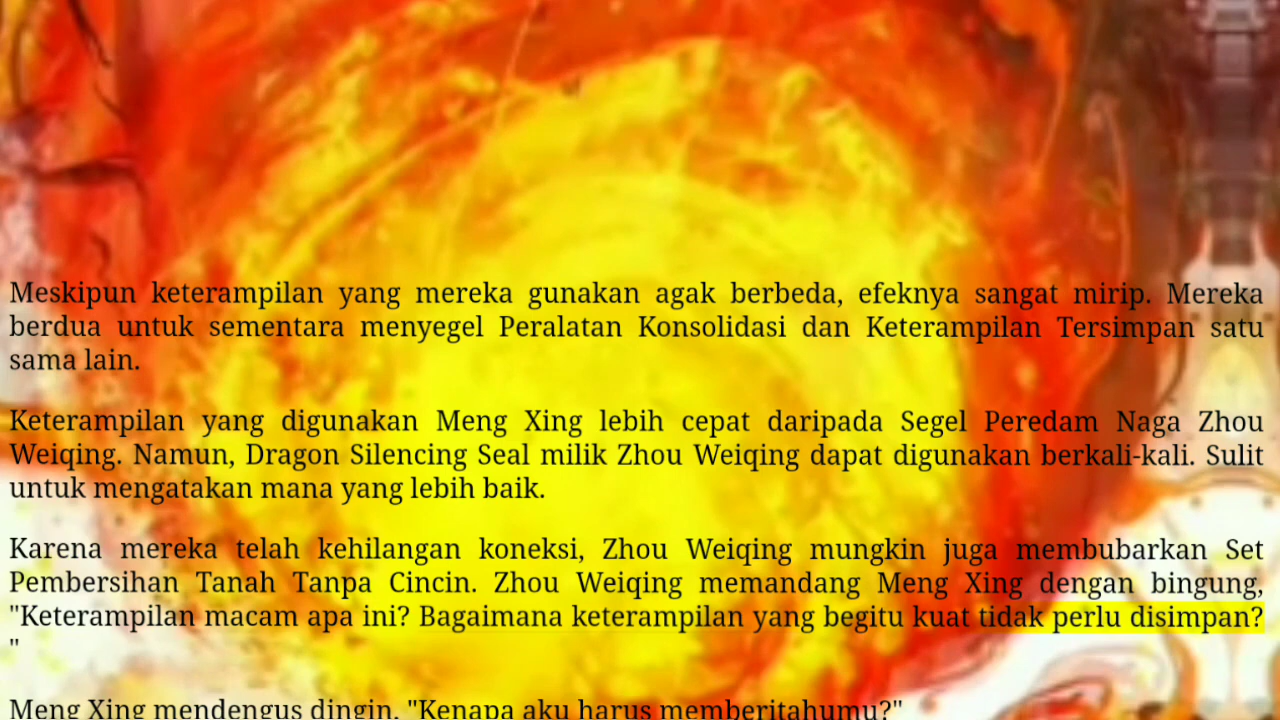 Meskipun keterampilan yang mereka gunakan agak berbeda, efeknya sangat mirip. Mereka
berdua untuk sementara menyegel Peralatan Konsolidasi dan Keterampilan Tersimpan satu
sama lain.
Keterampilan yang digunakan Meng Xing lebih cepat daripada Segel Peredam Naga Zhou
Weiqing. Namun, Dragon Silencing Seal milik Zhou Weiqing dapat digunakan berkali-kali. Sulit
untuk mengatakan mana yang lebih baik.
Karena mereka telah kehilangan koneksi, Zhou Weiqing mungkin juga membubarkan Set
Pembersihan Tanah Tanpa Cincin. Zhou Weiqing memandang Meng Xing dengan bingung,
"Keterampilan macam apa ini? Bagaimana keterampilan yang begitu kuat tidak perlu disimpan?
"
Meng Xing mendengus dingin, "Kenapa aku harus memberitahumu?"